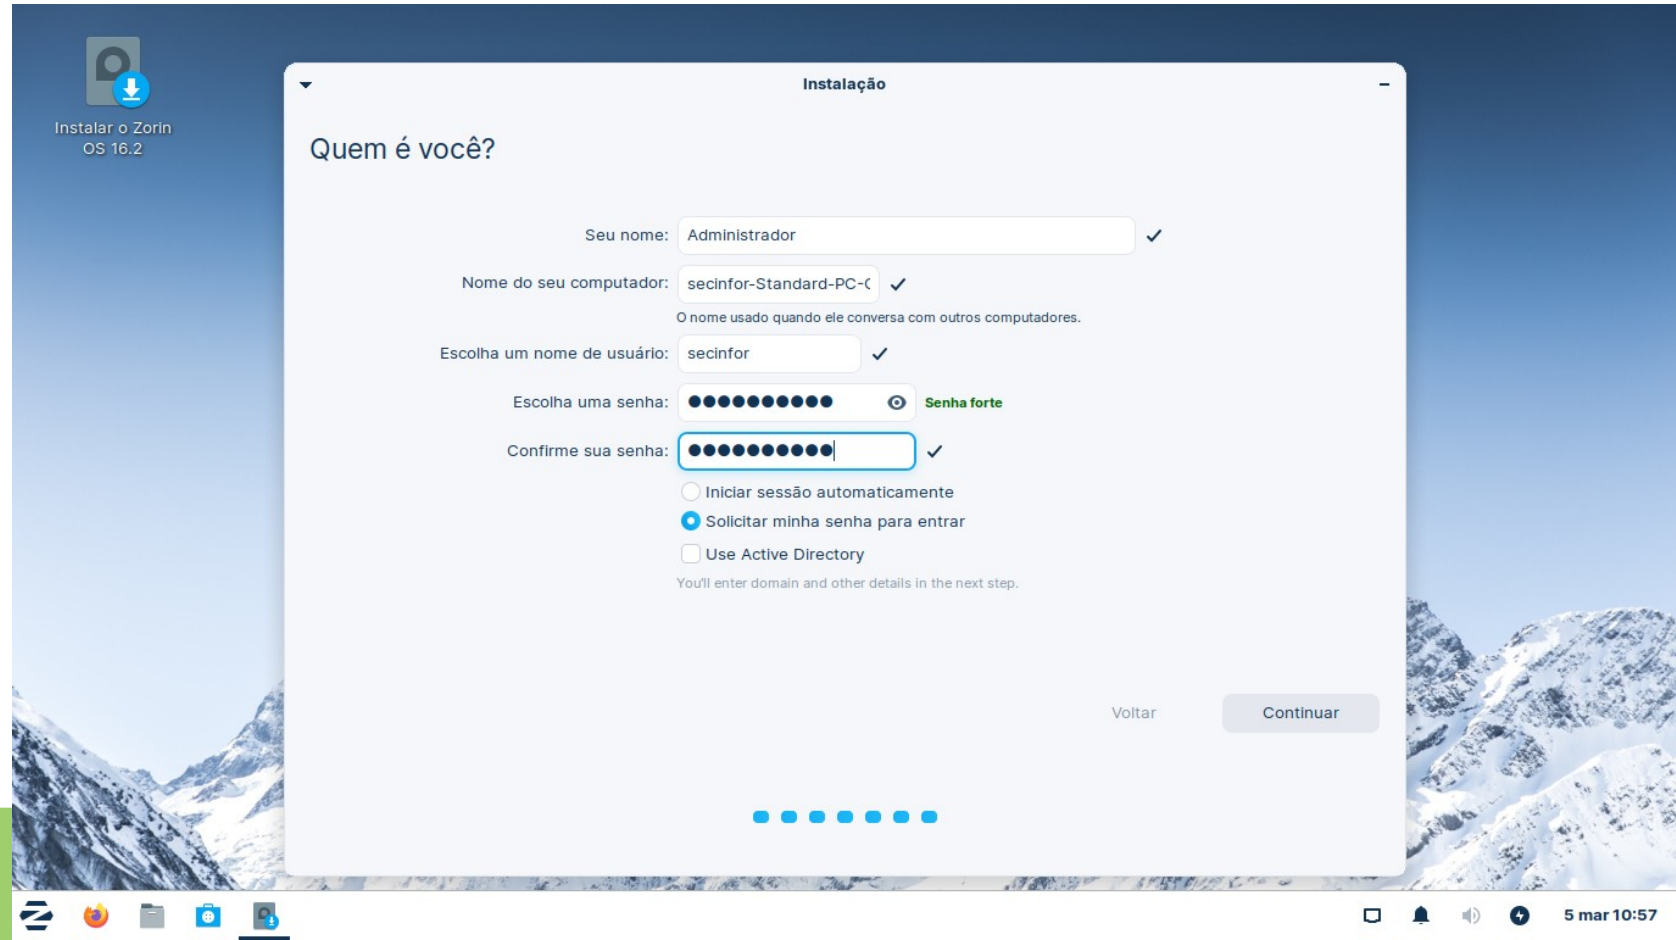 Instalar o Zorin
OS 16.2
Instalação
Quem é você?
Seu nome: Administrador
Nome do seu computador: secinfor-Standard-PC-
O nome usado quando ele conversa com outros computadores.
Escolha um nome de usuário: secinfor
Escolha uma senha: ●●●●●●●●●● Senha forte
Confirme sua senha: ●●●●●●●●●●
Iniciar sessão automaticamente
Solicitar minha senha para entrar
Use Active Directory
You'll enter domain and other details in the next step.
Voltar
Continuar
5 mar 10:57